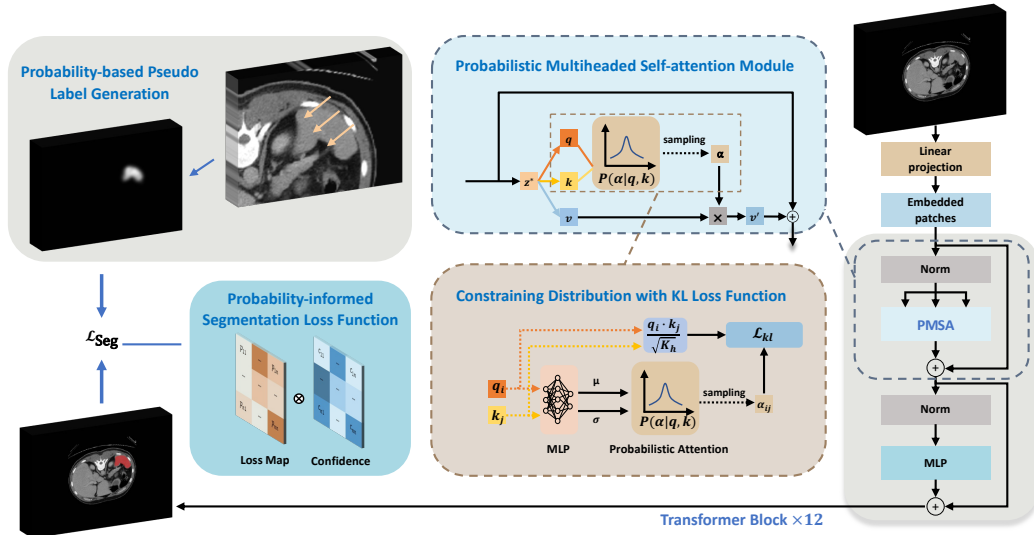 Probability-based Pseudo
Label Generation
Probabilistic Multiheaded Self-attention Module
q
sampling
α
z*
k
P(α|q, k)
v
×
v′
+
Linear
projection
Embedded
patches
Norm
PMSA
+
Norm
MLP
+
ℒSeg
Probability-informed
Segmentation Loss Function
Loss Map
⊗
Confidence
Constraining Distribution with KL Loss Function
q_i · k_j
√K_h
ℒ_kl
q_i
k_j
μ
σ
sampling
α_ij
P(α|q, k)
MLP
Probabilistic Attention
Transformer Block ×12